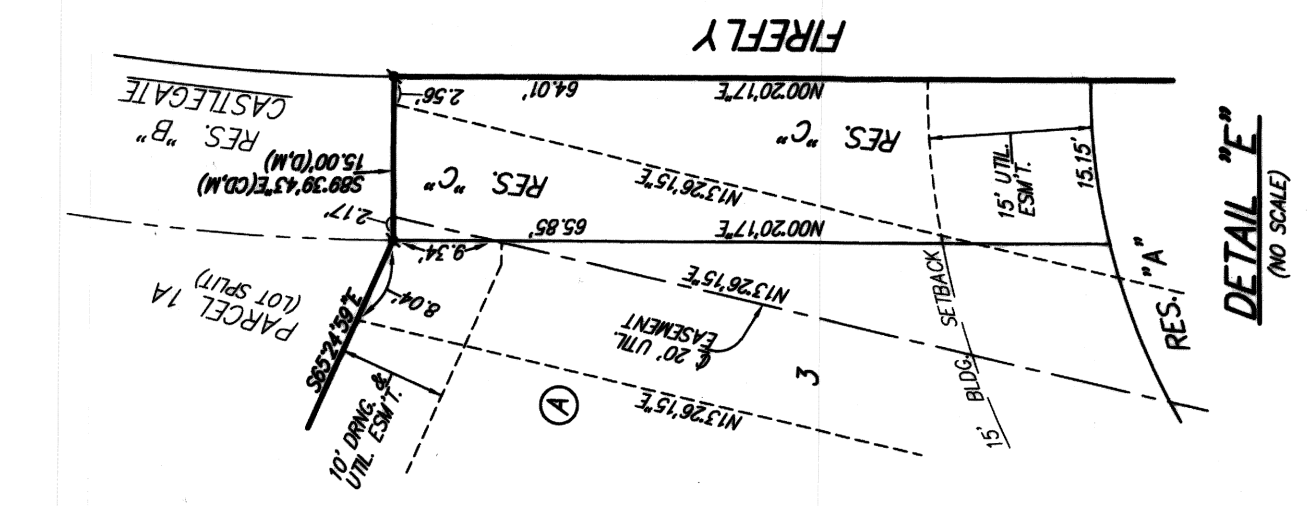 FIREFLY
CASTLEGATE
RES. "B"
S89°39'43"E(CD,M)
15.00'(D,M)
2.56'
64.01'
N00°20'17"E
RES. "C"
RES. "C"
N13°26'15"E
15' UTIL.
ESM'T.
15.15'
2.17'
9.34'
65.85'
N00°20'17"E
PARCEL 1A
(LOT SPLIT)
8.04'
S65°24'59"E
10' DRNG. &
UTIL. ESM'T.
N13°26'15"E
℄ 20' UTIL.
EASEMENT
N13°26'15"E
A
3
15' BLDG. SETBACK
RES. "A"
DETAIL "E"
(NO SCALE)